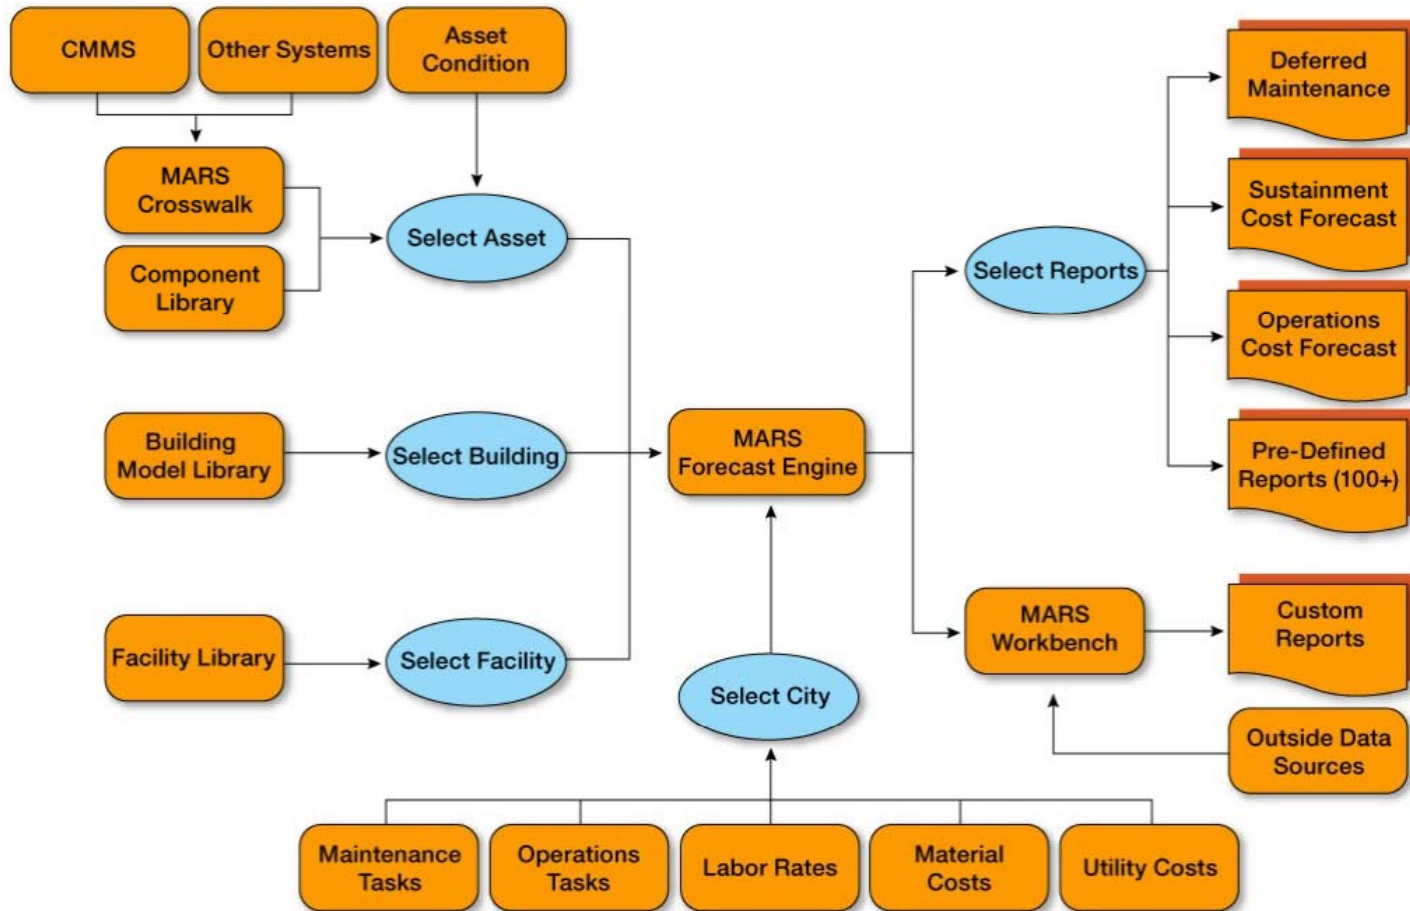 CMMS
Other Systems
Asset
Condition
MARS
Crosswalk
Component
Library
Select Asset
Building
Model Library
Select Building
Facility Library
Select Facility
MARS
Forecast Engine
Select City
Maintenance
Tasks
Operations
Tasks
Labor Rates
Material
Costs
Utility Costs
Select Reports
Deferred
Maintenance
Sustainment
Cost Forecast
Operations
Cost Forecast
Pre-Defined
Reports (100+)
MARS
Workbench
Custom
Reports
Outside Data
Sources